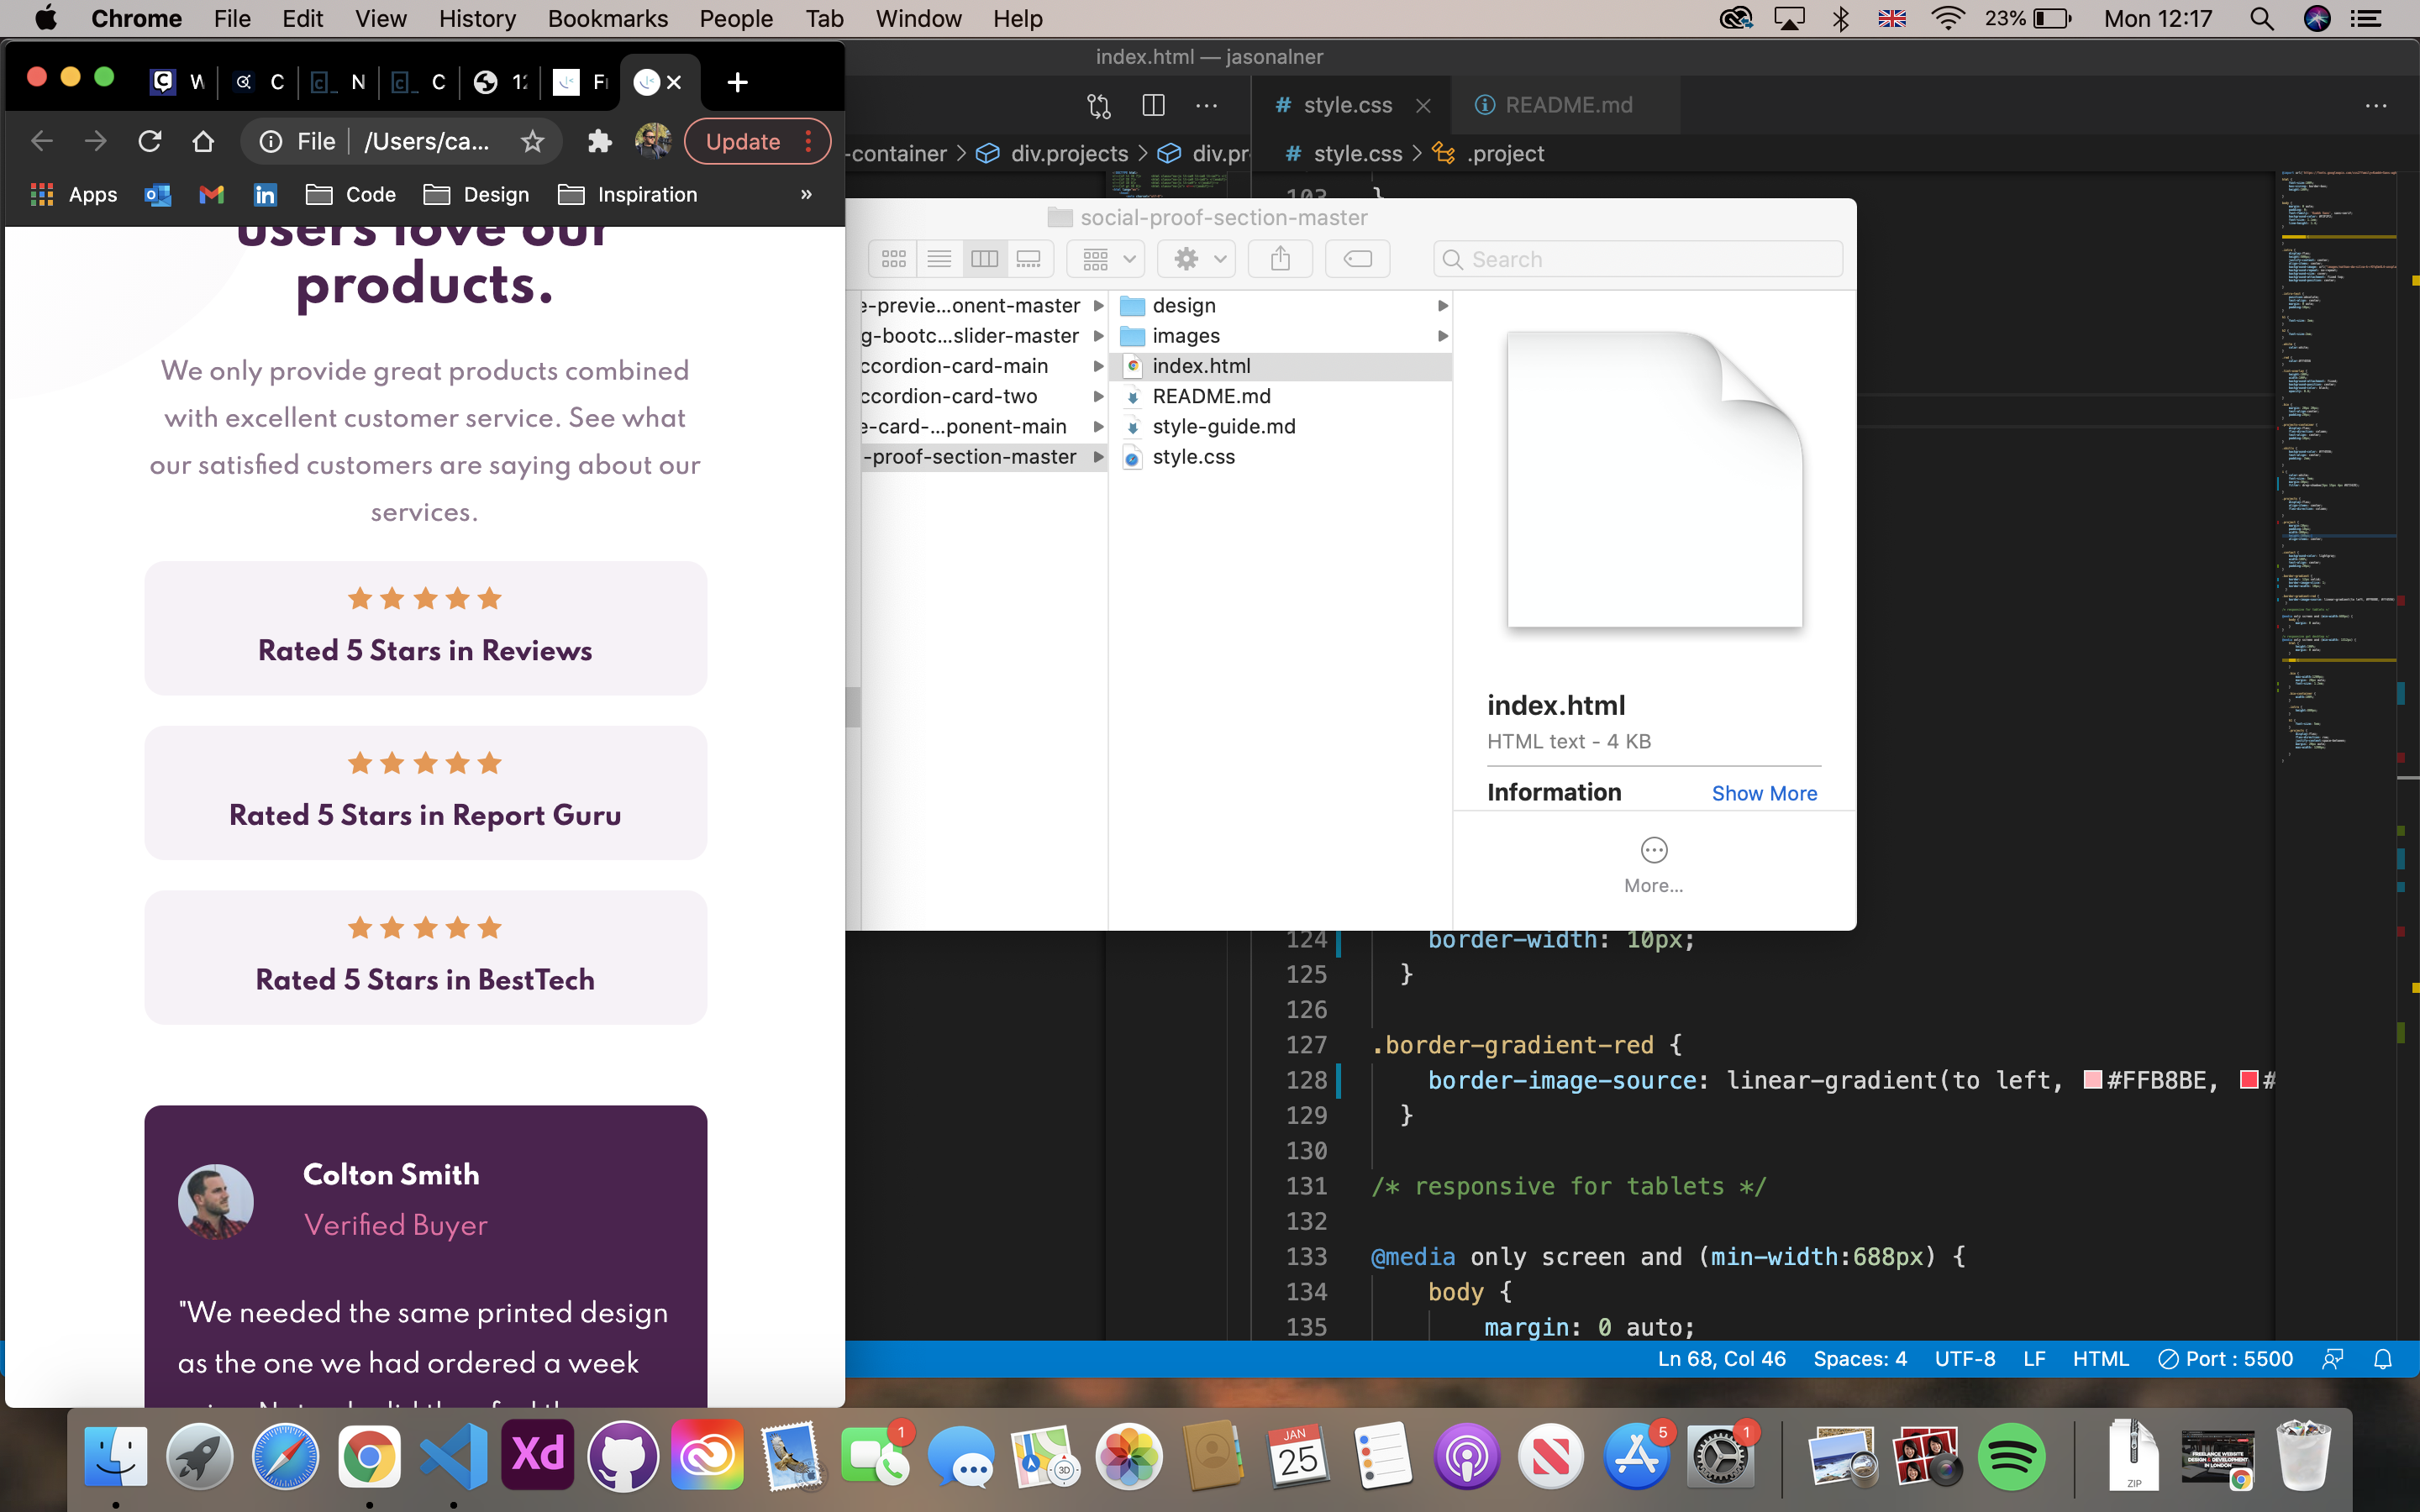 Chrome File Edit View History Bookmarks People Tab Window Help 23% Mon 12:17
index.html — jasonalner
W C N C Fi
File /Users/ca... Update
Apps Code Design Inspiration »
style.css README.md
-container > div.projects > div.pr
# style.css > .project
103 }
users love our
products.
We only provide great products combined
with excellent customer service. See what
our satisfied customers are saying about our
services.
Rated 5 Stars in Reviews
Rated 5 Stars in Report Guru
Rated 5 Stars in BestTech
Colton Smith
Verified Buyer
"We needed the same printed design
as the one we had ordered a week
social-proof-section-master
Search
e-previe...onent-master
g-bootc...slider-master
ccordion-card-main
ccordion-card-two
e-card-...ponent-main
-proof-section-master
design
images
index.html
README.md
style-guide.md
style.css
index.html
HTML text - 4 KB
Information Show More
More...
124 border-width: 10px;
125 }
126
127 .border-gradient-red {
128 border-image-source: linear-gradient(to left, #FFB8BE, #
129 }
130
131 /* responsive for tablets */
132
133 @media only screen and (min-width:688px) {
134 body {
135 margin: 0 auto;
Ln 68, Col 46 Spaces: 4 UTF-8 LF HTML Port : 5500
Xd 1 3D JAN 25 5 1 ZIP
FREELANCE WEBSITE
DESIGN & DEVELOPMENT
IN LONDON